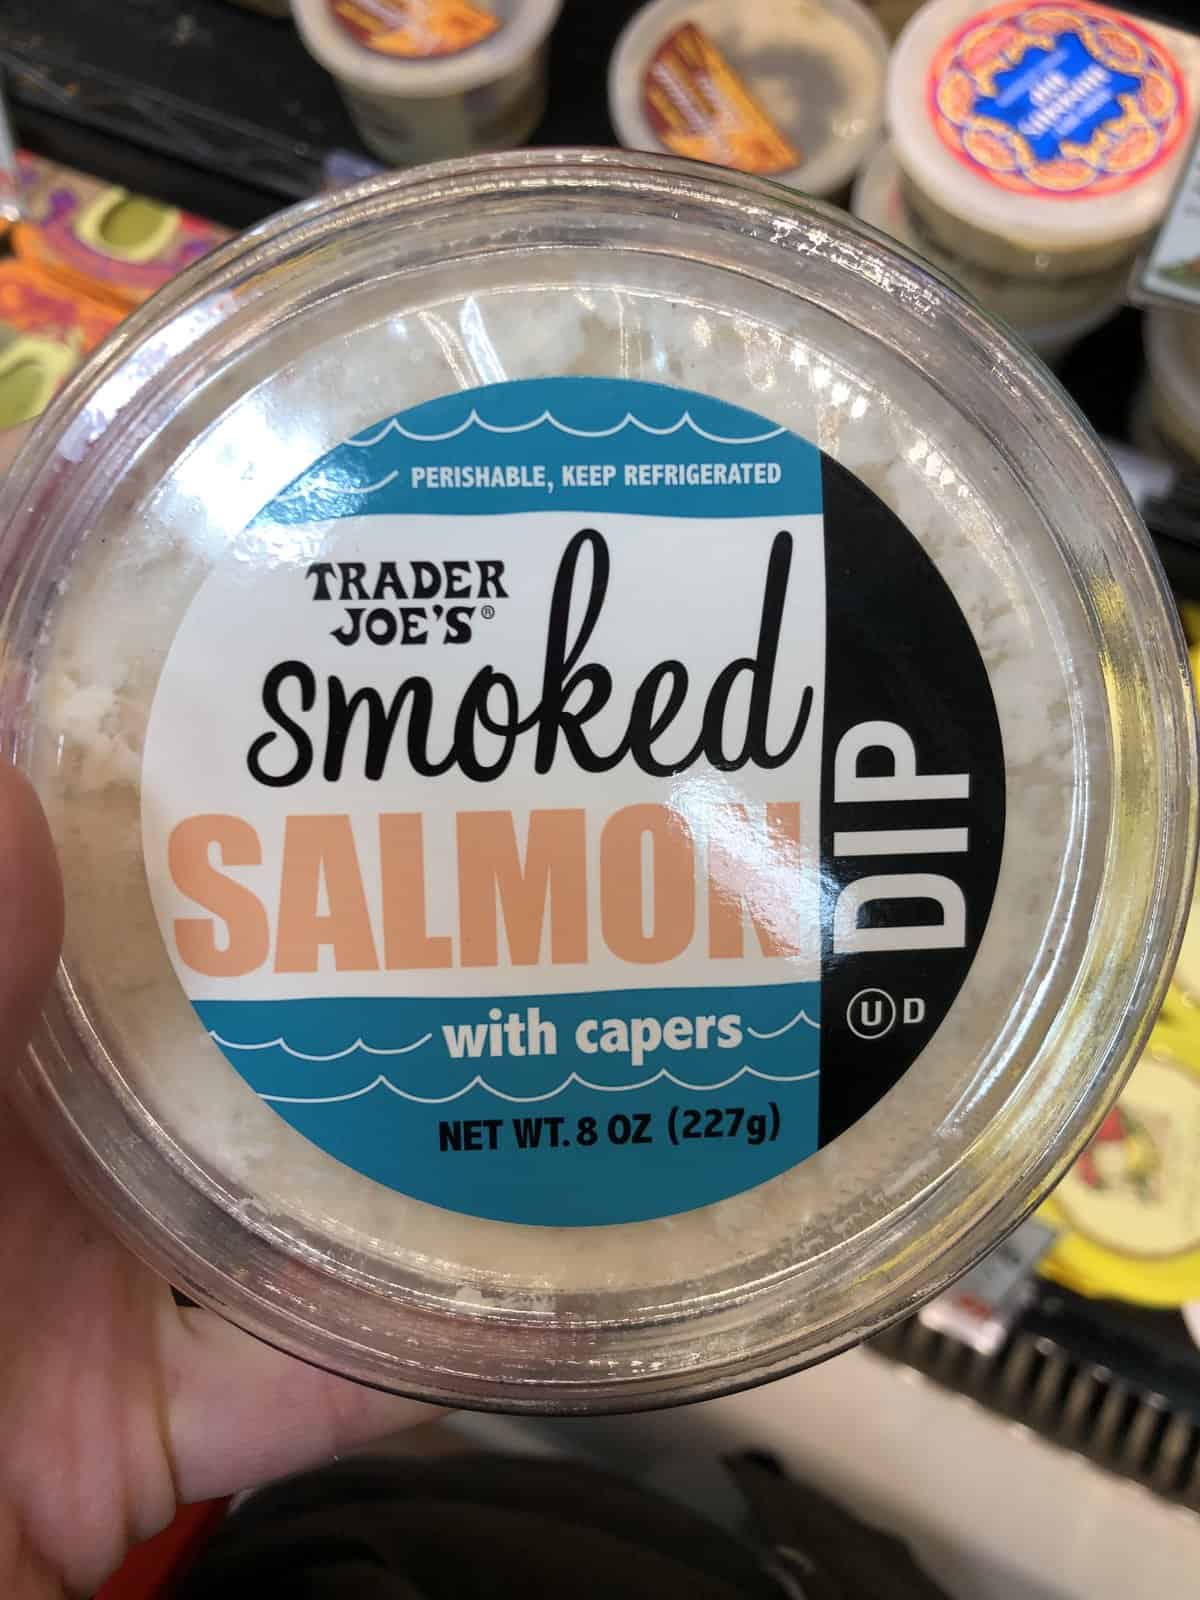 PERISHABLE, KEEP REFRIGERATED
TRADER
JOE'S®
smoked
SALMON
DIP
with capers
U D
NET WT. 8 OZ (227g)